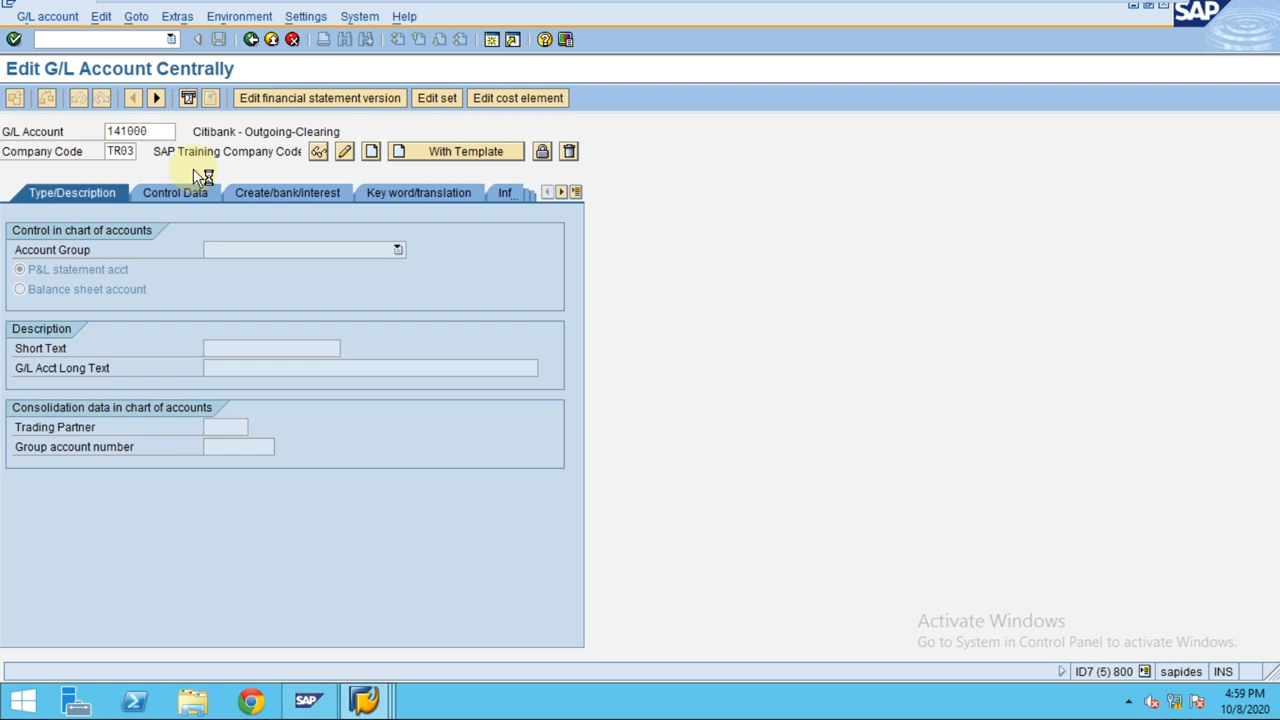 G/L account Edit Goto Extras Environment Settings System Help
SAP
Edit G/L Account Centrally
Edit financial statement version Edit set Edit cost element
G/L Account 141000 Citibank - Outgoing-Clearing
Company Code TR03 SAP Training Company Code With Template
Type/Description Control Data Create/bank/interest Key word/translation Inf
Control in chart of accounts
Account Group
P&L statement acct
Balance sheet account
Description
Short Text
G/L Acct Long Text
Consolidation data in chart of accounts
Trading Partner
Group account number
Activate Windows
Go to System in Control Panel to activate Windows.
ID7 (5) 800 sapides INS
SAP
4:59 PM
10/8/2020